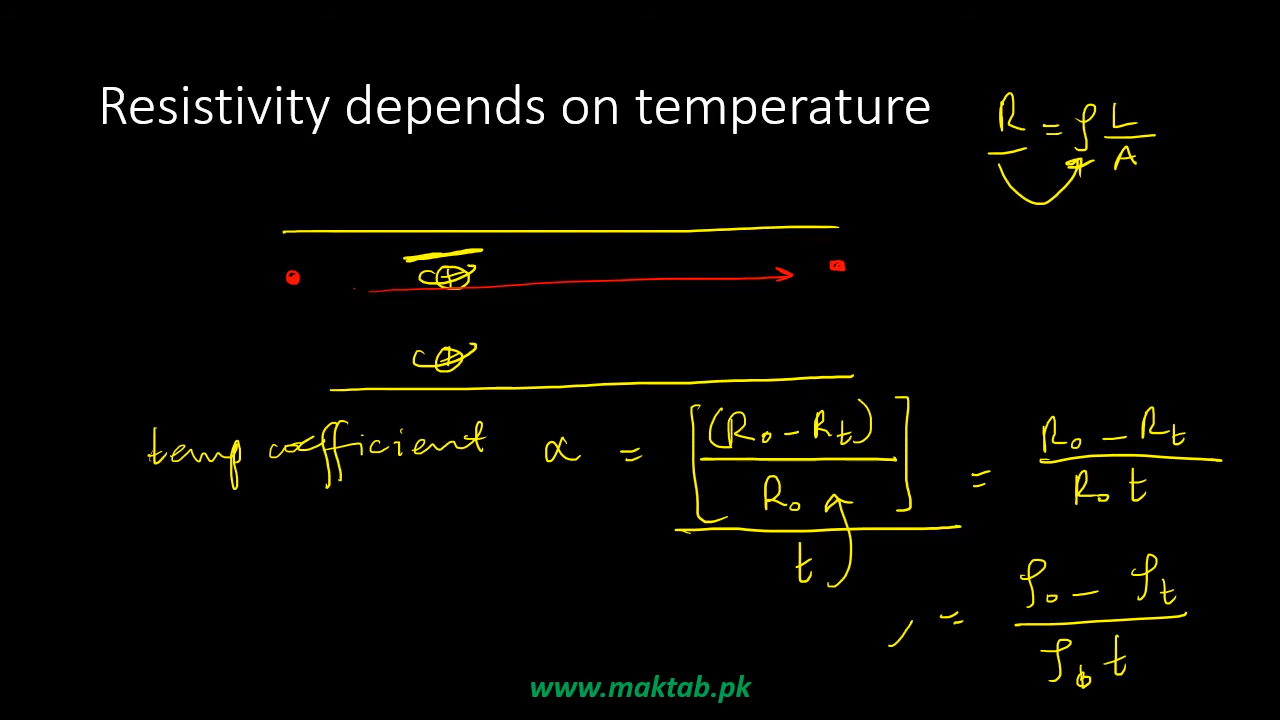 Resistivity depends on temperature
R = ρ L/A
+
+
temp coefficient α = [(R₀ - Rt) / R₀] / t = R₀ - Rt / R₀ t
, = ρ₀ - ρt / ρ₀ t
www.maktab.pk